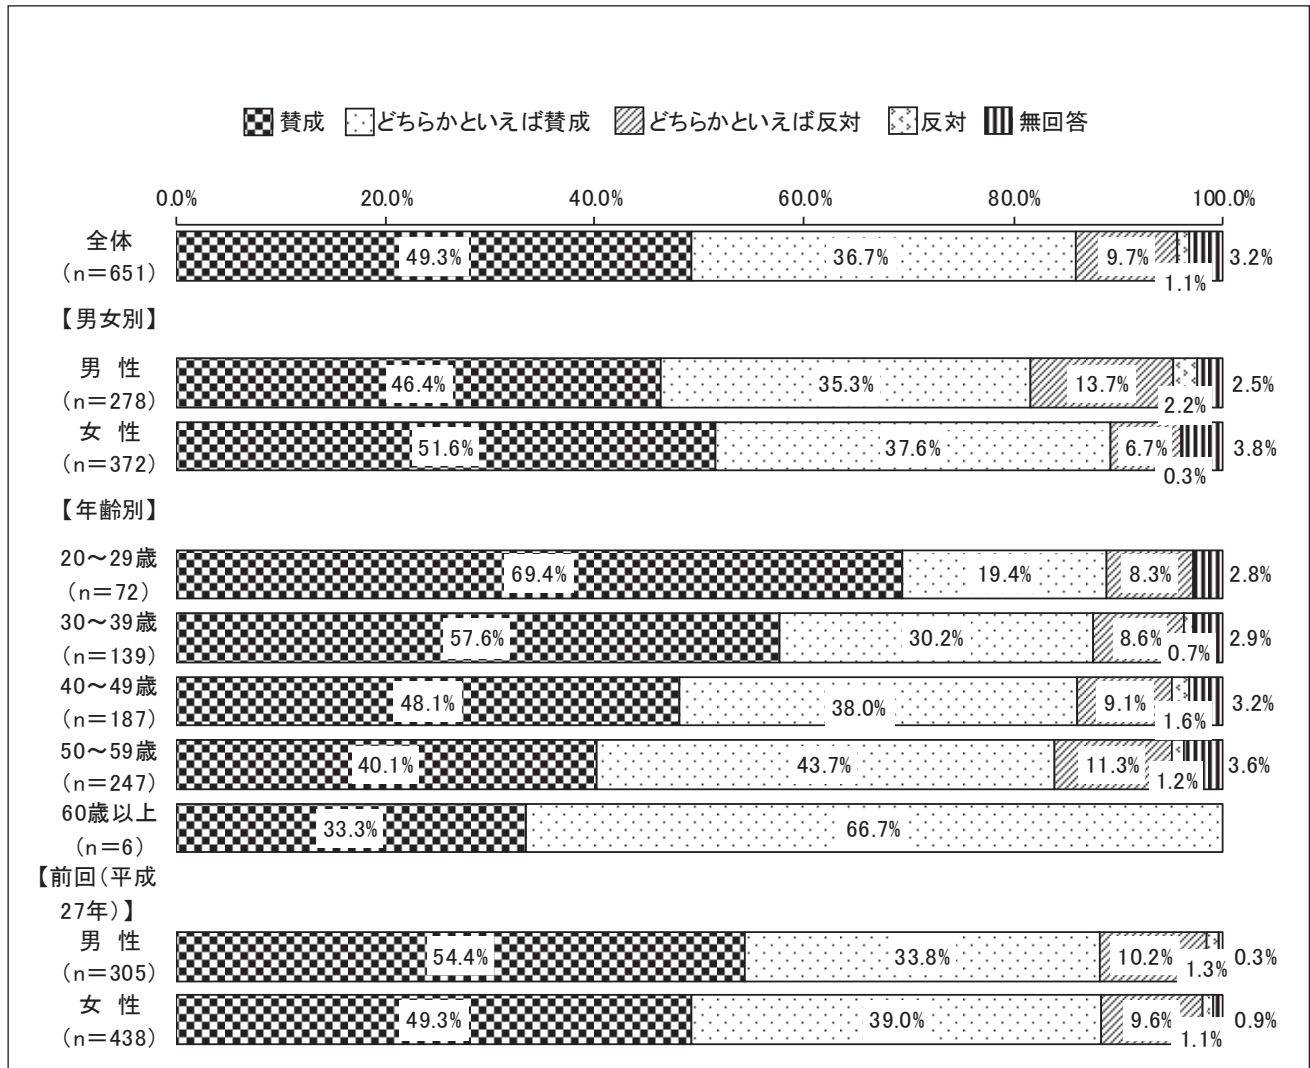 賛成 どちらかといえば賛成 どちらかといえば反対 反対 無回答
0.0% 20.0% 40.0% 60.0% 80.0% 100.0%
全体
(n=651)
49.3% 36.7% 9.7% 1.1% 3.2%
【男女別】
男 性
(n=278)
46.4% 35.3% 13.7% 2.2% 2.5%
女 性
(n=372)
51.6% 37.6% 6.7% 0.3% 3.8%
【年齢別】
20~29歳
(n=72)
69.4% 19.4% 8.3% 2.8%
30~39歳
(n=139)
57.6% 30.2% 8.6% 0.7% 2.9%
40~49歳
(n=187)
48.1% 38.0% 9.1% 1.6% 3.2%
50~59歳
(n=247)
40.1% 43.7% 11.3% 1.2% 3.6%
60歳以上
(n=6)
33.3% 66.7%
【前回(平成
27年)】
男 性
(n=305)
54.4% 33.8% 10.2% 1.3% 0.3%
女 性
(n=438)
49.3% 39.0% 9.6% 1.1% 0.9%